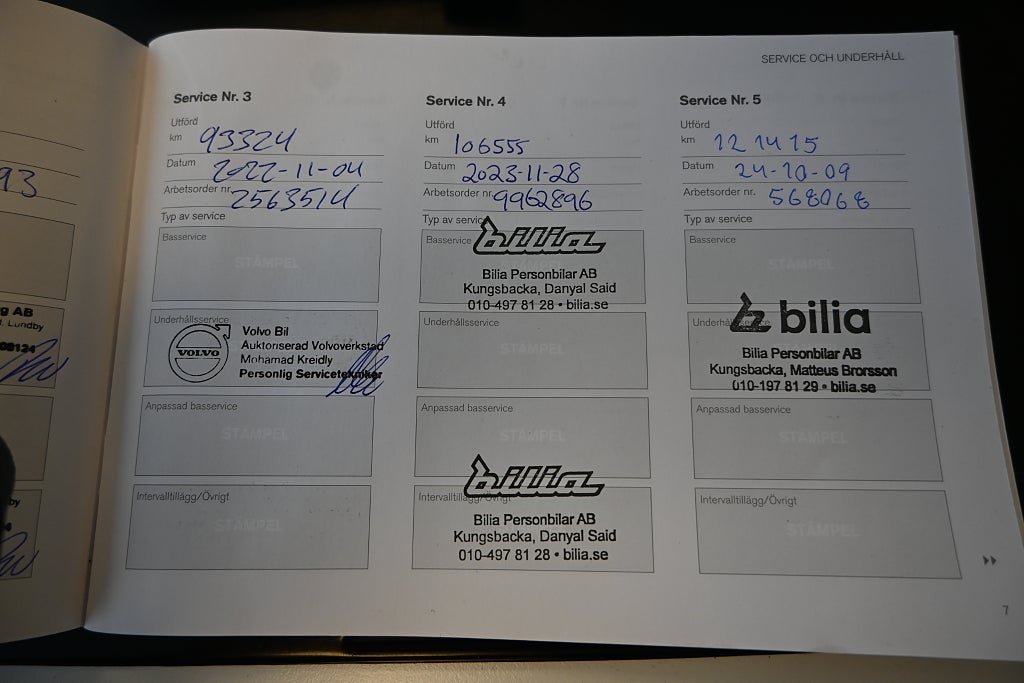 93
g AB
t. Lundby
08124
by
SERVICE OCH UNDERHÅLL
Service Nr. 3
Utförd
km 93324
Datum 2022-11-04
Arbetsorder nr. 2563514
Typ av service
Basservice
STÄMPEL
Underhållsservice
VOLVO
Volvo Bil
Auktoriserad Volvoverkstad
Mohamad Kreidly
Personlig Servicetekniker
Anpassad basservice
STÄMPEL
Intervalltillägg/Övrigt
STÄMPEL
Service Nr. 4
Utförd
km 106555
Datum 2023-11-28
Arbetsorder nr. 9962896
Typ av service
Basservice
STÄMPEL
bilia
Bilia Personbilar AB
Kungsbacka, Danyal Said
010-497 81 28 • bilia.se
Underhållsservice
Anpassad basservice
STÄMPEL
Intervalltillägg/Övrigt
bilia
Bilia Personbilar AB
Kungsbacka, Danyal Said
010-497 81 28 • bilia.se
Service Nr. 5
Utförd
km 121415
Datum 24-10-09
Arbetsorder nr. 568068
Typ av service
Basservice
STÄMPEL
bilia
Bilia Personbilar AB
Kungsbacka, Matteus Brorsson
010-197 81 29 • bilia.se
Anpassad basservice
STÄMPEL
Intervalltillägg/Övrigt
STÄMPEL
7